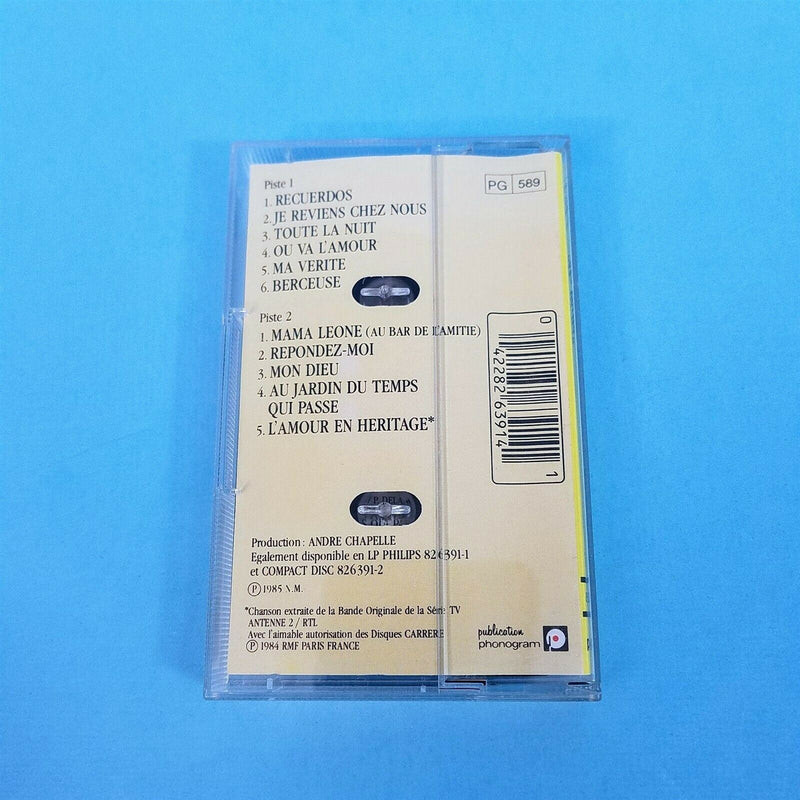 Piste 1
1. RECUERDOS
2. JE REVIENS CHEZ NOUS
3. TOUTE LA NUIT
4. OU VA L'AMOUR
5. MA VERITE
6. BERCEUSE
Piste 2
1. MAMA LEONE (AU BAR DE L'AMITIE)
2. REPONDEZ-MOI
3. MON DIEU
4. AU JARDIN DU TEMPS
QUI PASSE
5. L'AMOUR EN HERITAGE*
Production : ANDRE CHAPELLE
Egalement disponible en LP PHILIPS 826391-1
et COMPACT DISC 826391-2
Ⓟ 1985 N.M.
*Chanson extraite de la Bande Originale de la Série TV
ANTENNE 2 / RTL
Avec l'aimable autorisation des Disques CARRERE
Ⓟ 1984 RMF PARIS FRANCE
PG 589
0 42282 63914 1
publication
phonogram